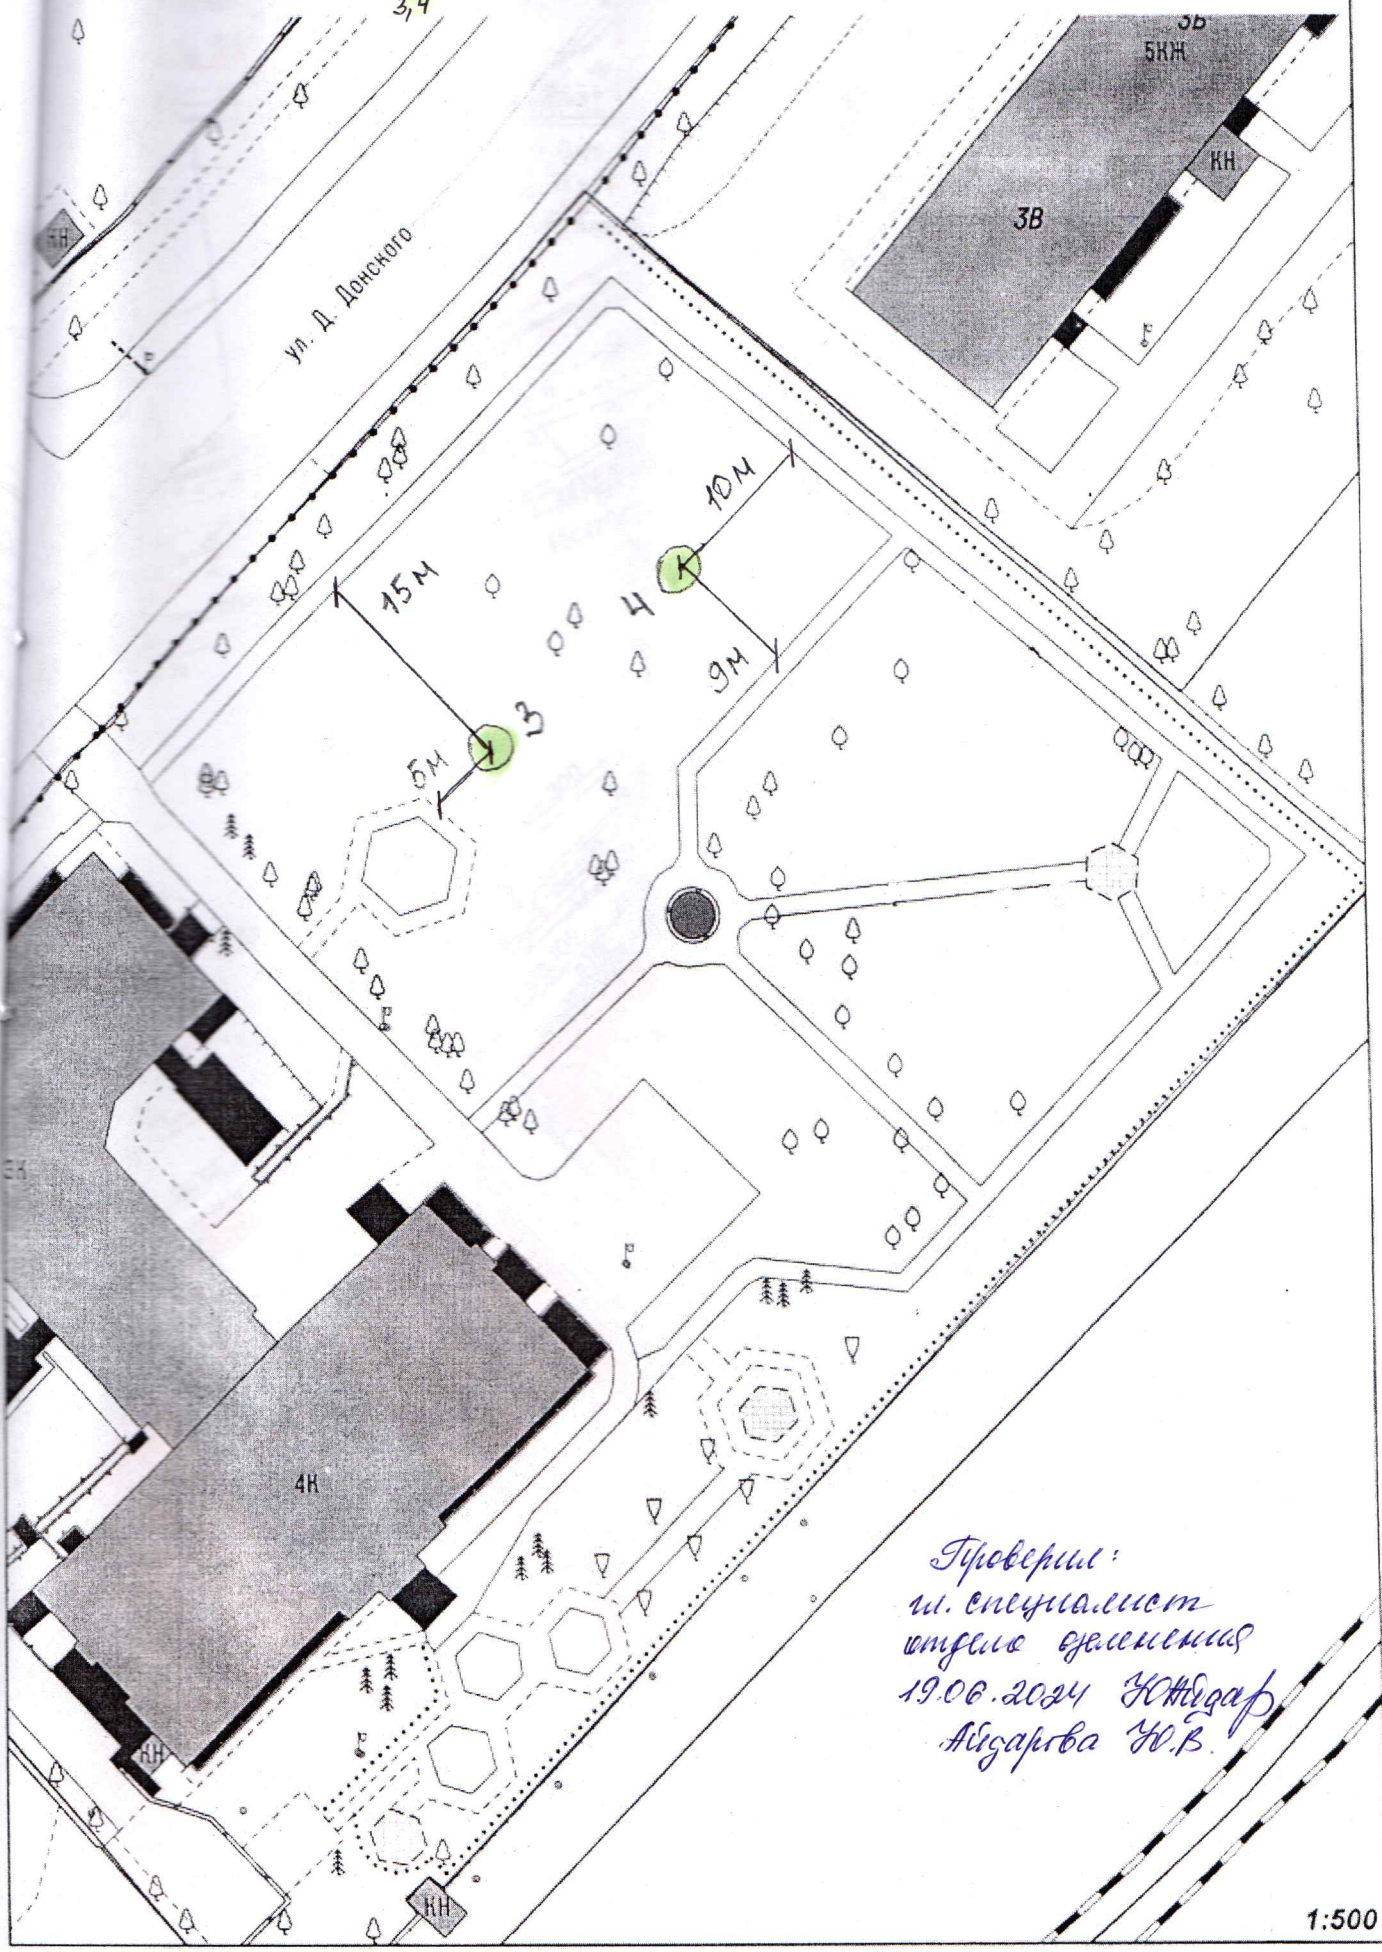 3,4
3В
5КЖ
КН
3В
КН
ул. Д. Донского
10м
15м
4
9м
3
5м
4К
Проверил:
гл. специалист
отдела озеленения
19.06.2024
Айдарова Ю.В.
КН
КН
1:500